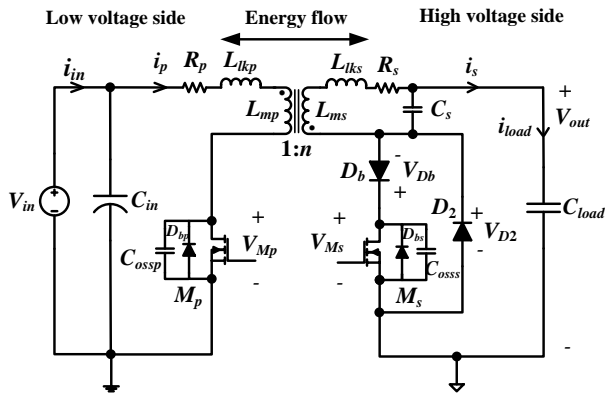 Low voltage side
Energy flow
High voltage side
i_in
i_p
R_p
L_lkp
L_lks
R_s
i_s
L_mp
L_ms
C_s
+
V_out
i_load
1:n
D_b
-
V_Db
+
V_in
C_in
D_bp
C_ossp
+
V_Mp
-
M_p
+
V_Ms
-
D_bs
C_osss
M_s
D_2
+
V_D2
-
C_load
-